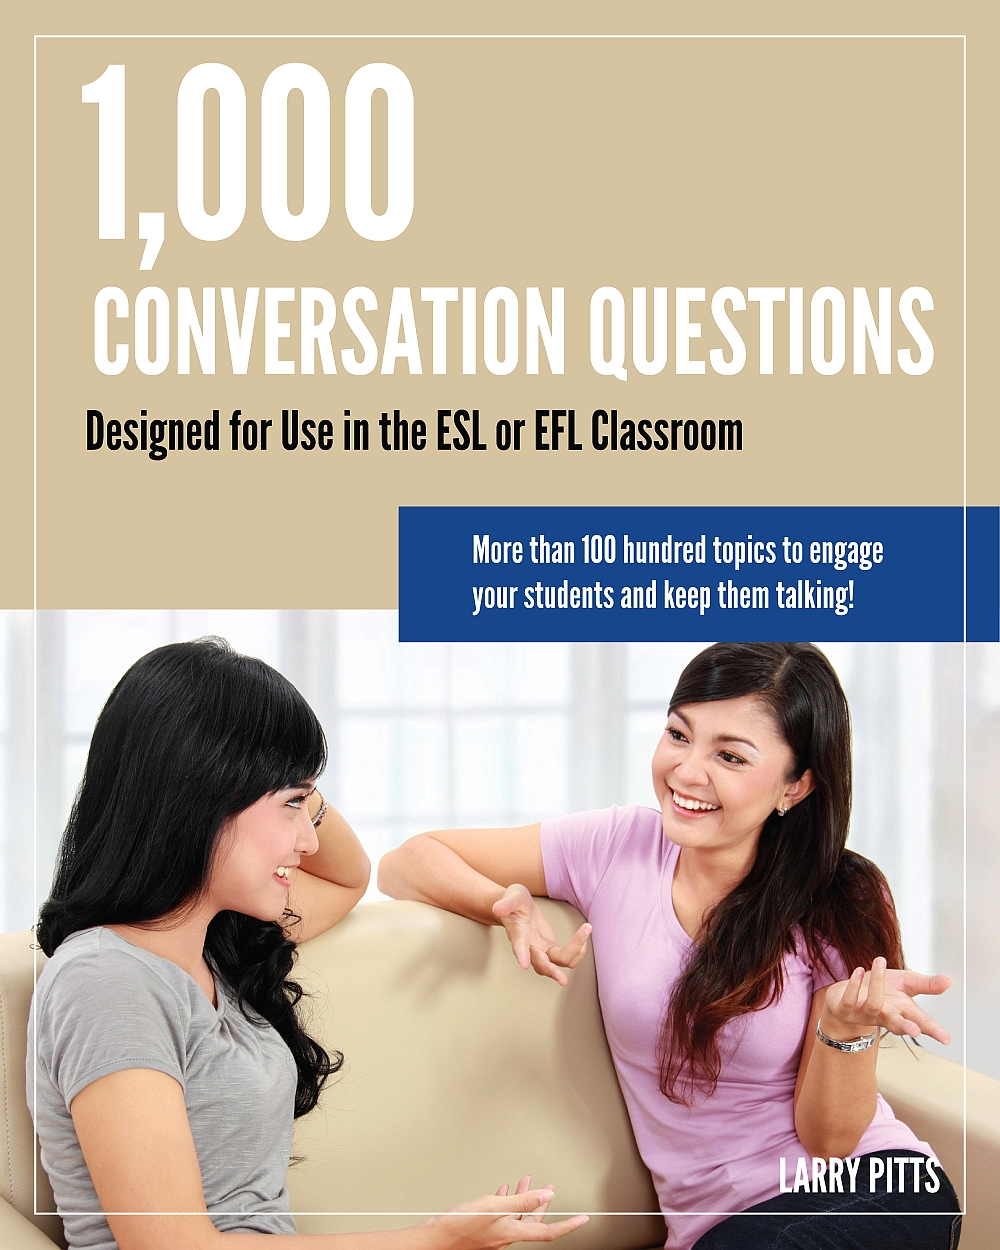 1,000
CONVERSATION QUESTIONS
Designed for Use in the ESL or EFL Classroom
More than 100 hundred topics to engage
your students and keep them talking!
LARRY PITTS